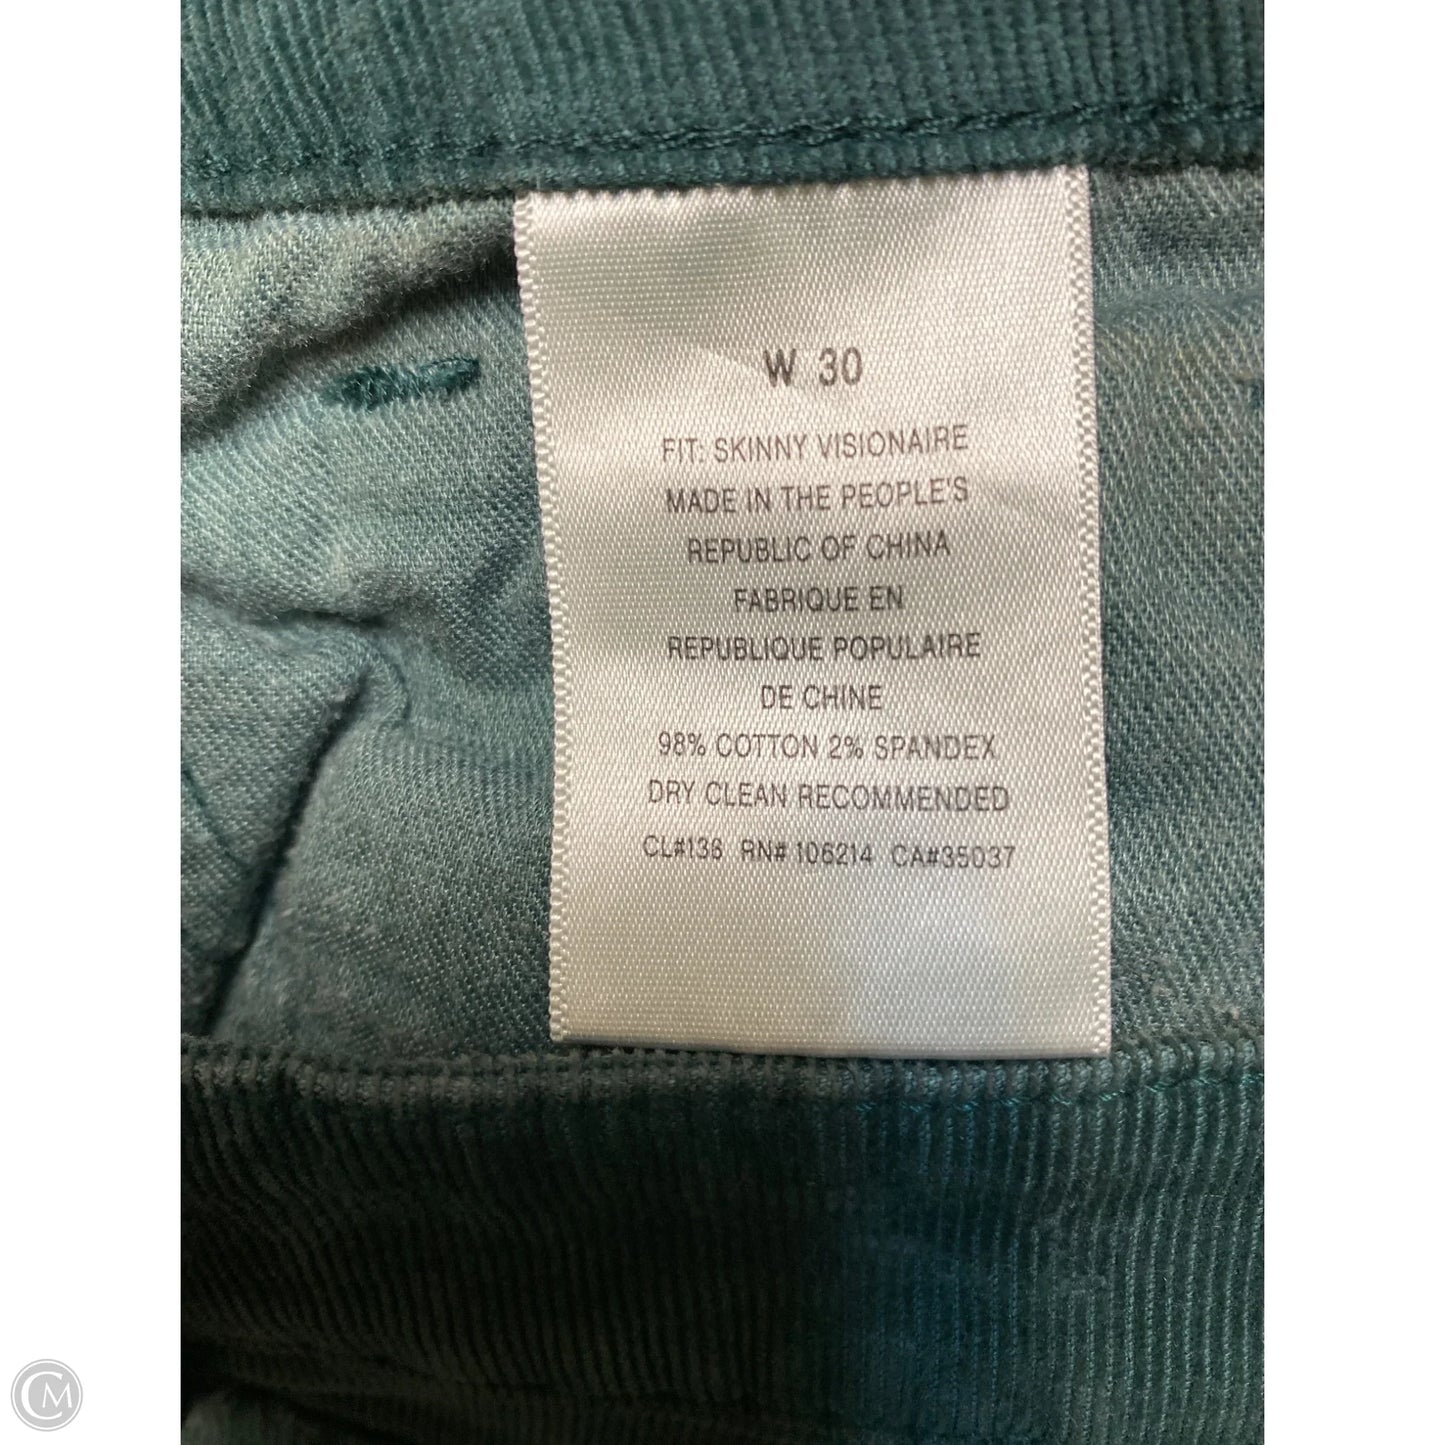 W 30
FIT: SKINNY VISIONAIRE
MADE IN THE PEOPLE'S
REPUBLIC OF CHINA
FABRIQUE EN
REPUBLIQUE POPULAIRE
DE CHINE
98% COTTON 2% SPANDEX
DRY CLEAN RECOMMENDED
CL#136 RN# 106214 CA#35037
CM